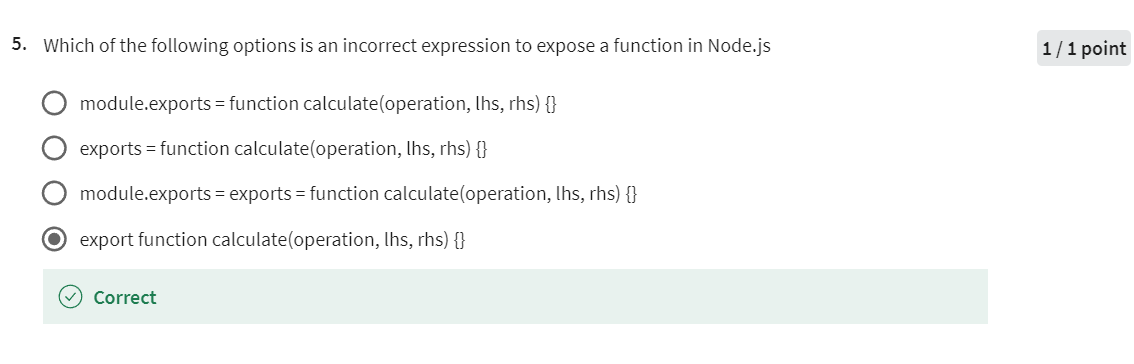 5. Which of the following options is an incorrect expression to expose a function in Node.js
1 / 1 point
module.exports = function calculate(operation, lhs, rhs) {}
exports = function calculate(operation, lhs, rhs) {}
module.exports = exports = function calculate(operation, lhs, rhs) {}
export function calculate(operation, lhs, rhs) {}
Correct